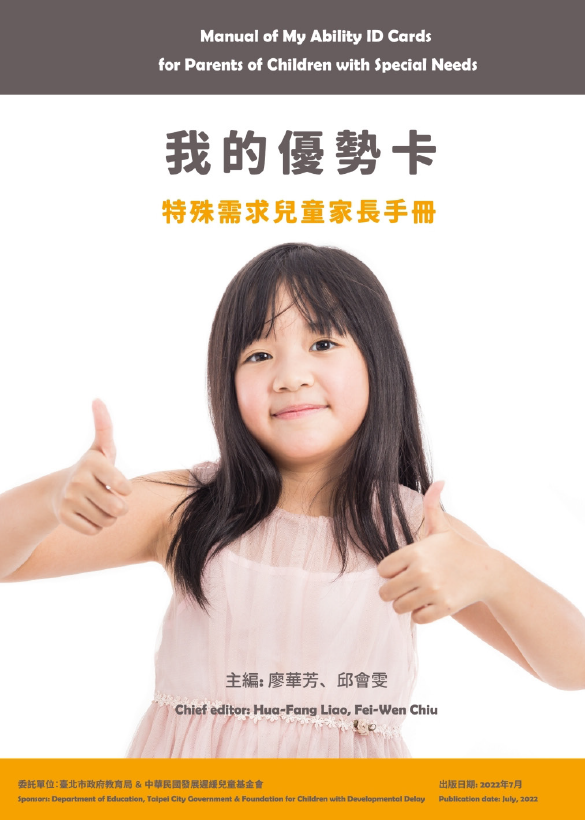 Manual of My Ability ID Cards
for Parents of Children with Special Needs
我的優勢卡
特殊需求兒童家長手冊
主編: 廖華芳、邱會雯
Chief editor: Hua-Fang Liao, Fei-Wen Chiu
委託單位：臺北市政府教育局 & 中華民國發展遲緩兒童基金會
出版日期: 2022年7月
Sponsors: Department of Education, Taipei City Government & Foundation for Children with Developmental Delay
Publication date: July, 2022